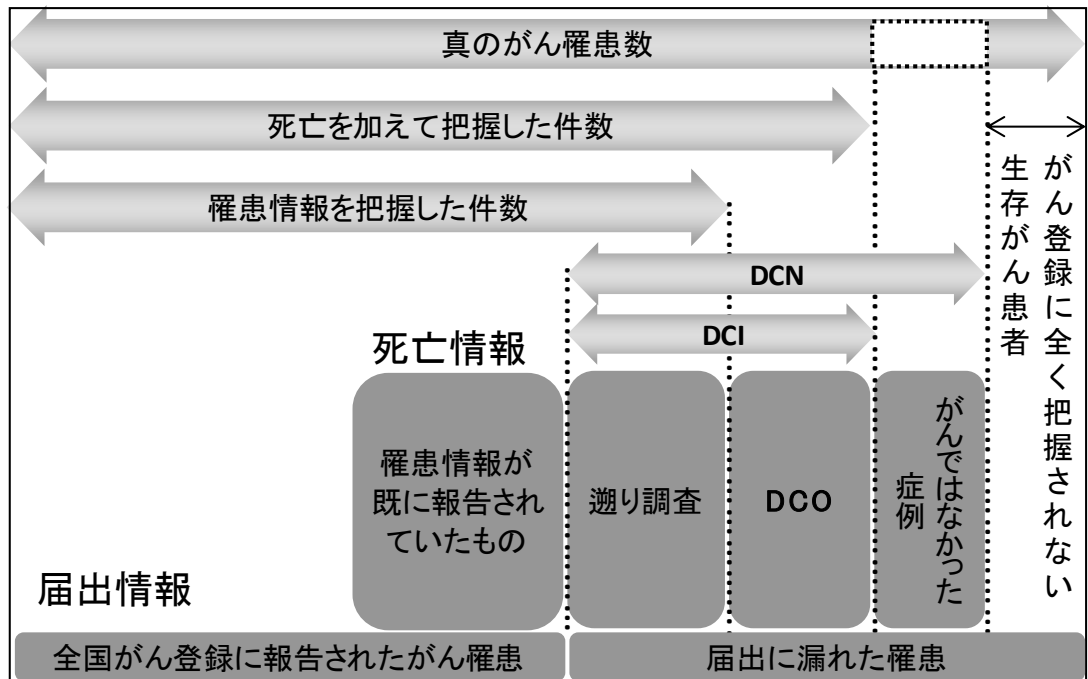 真のがん罹患数
死亡を加えて把握した件数
罹患情報を把握した件数
がん登録に全く把握されない
生存がん患者
DCN
DCI
死亡情報
罹患情報が
既に報告され
ていたもの
遡り調査
DCO
がんではなかった
症例
届出情報
全国がん登録に報告されたがん罹患
届出に漏れた罹患